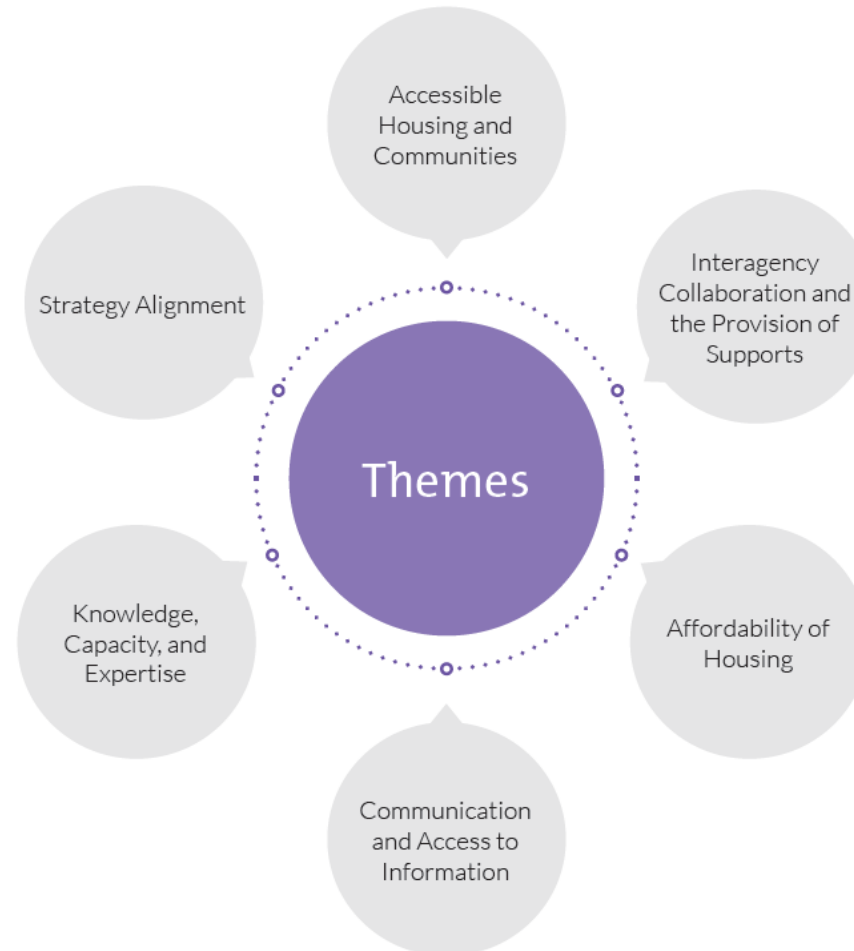 Accessible
Housing and
Communities
Interagency
Collaboration and
the Provision of
Supports
Affordability of
Housing
Communication
and Access to
Information
Knowledge,
Capacity, and
Expertise
Strategy Alignment
Themes